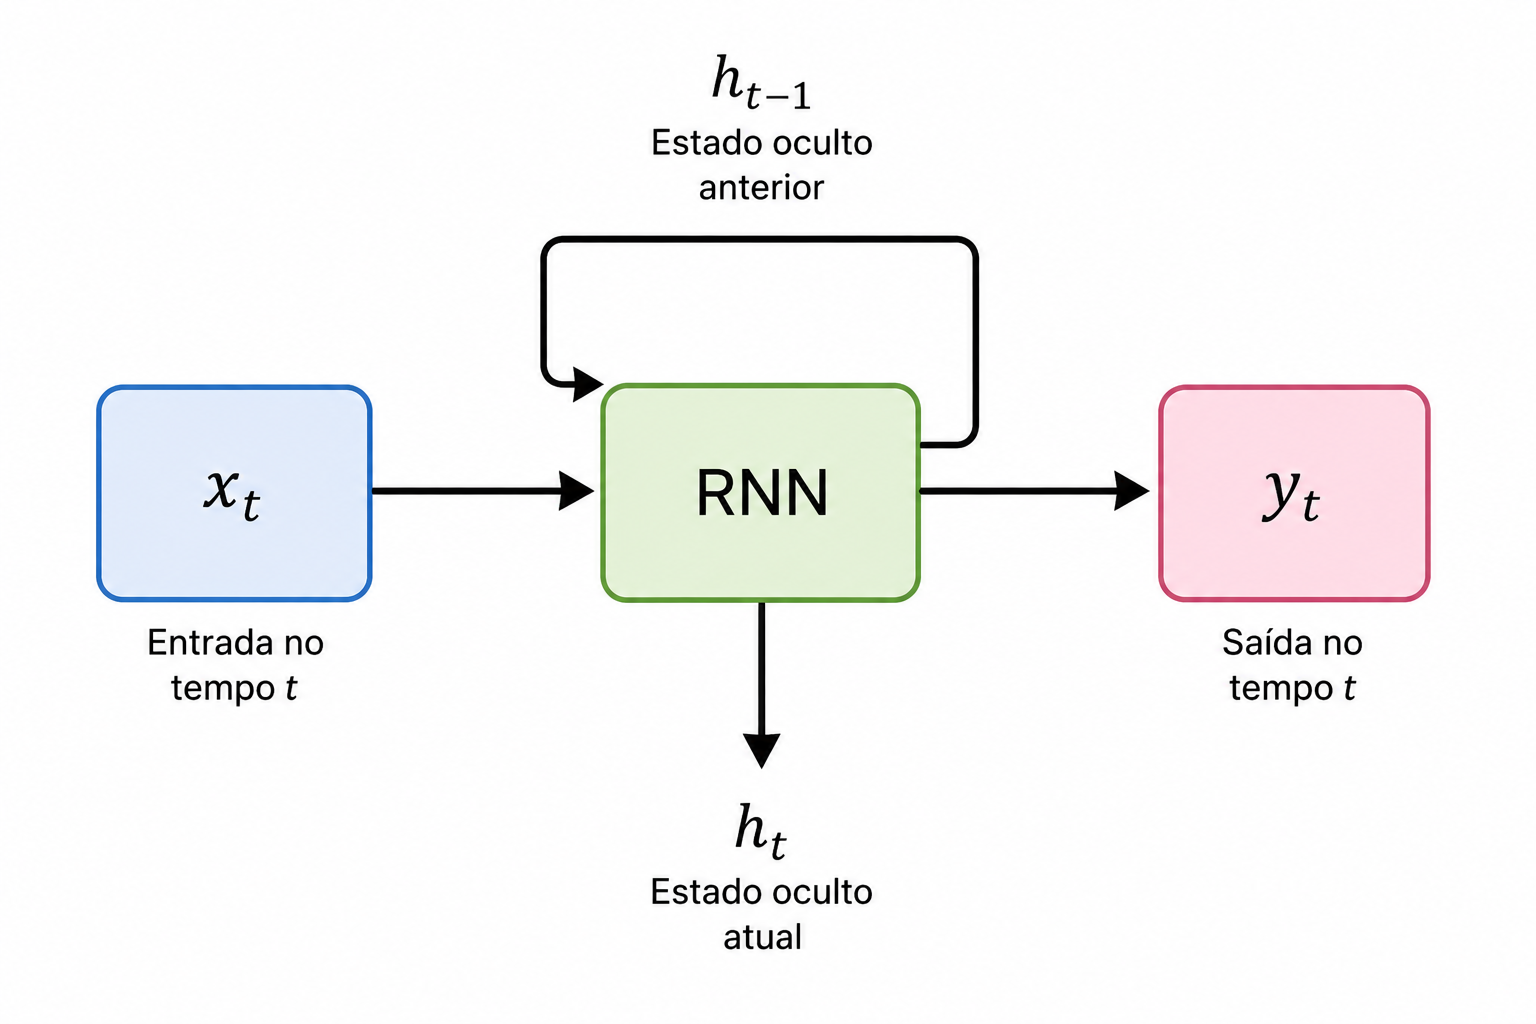 h_{t−1}
Estado oculto
anterior
x_t
RNN
y_t
Entrada no
tempo t
Saída no
tempo t
h_t
Estado oculto
atual